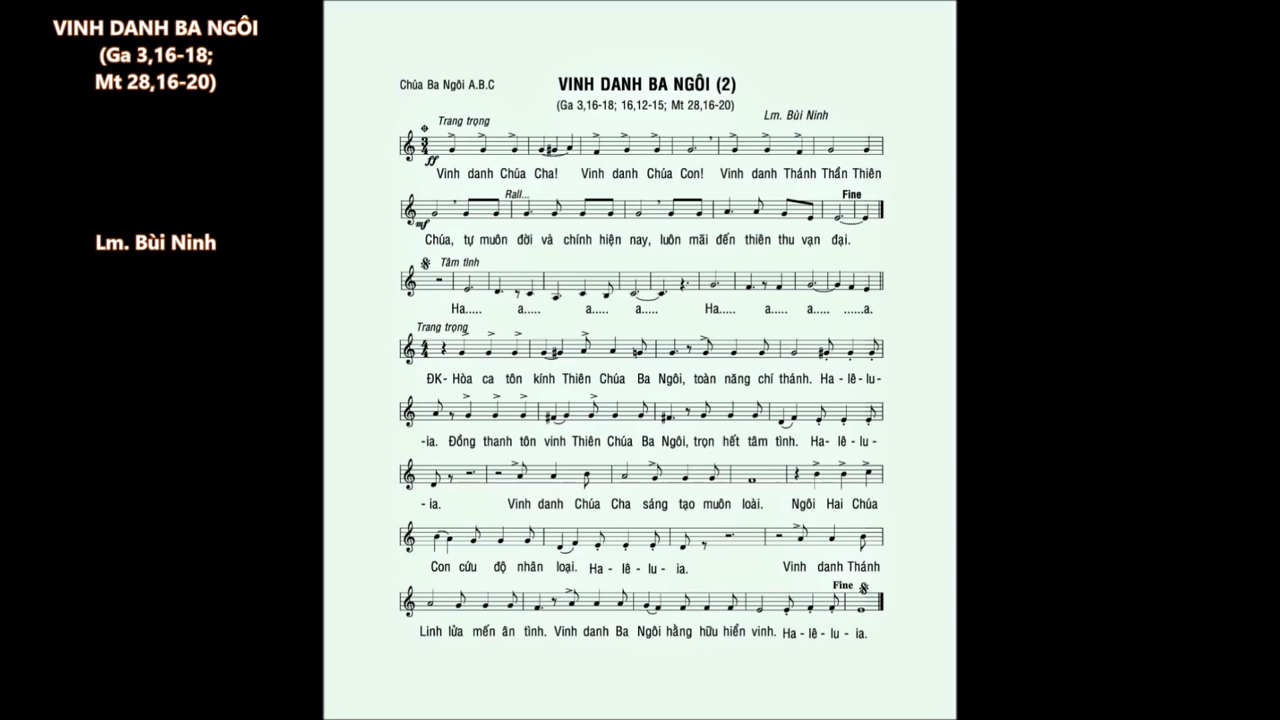 VINH DANH BA NGÔI
(Ga 3,16-18;
Mt 28,16-20)
Lm. Bùi Ninh
Chúa Ba Ngôi A.B.C
VINH DANH BA NGÔI (2)
(Ga 3,16-18; 16,12-15; Mt 28,16-20)
Lm. Bùi Ninh
Trang trọng
ff
Vinh danh Chúa Cha! Vinh danh Chúa Con! Vinh danh Thánh Thần Thiên
Rall...
Fine
mf
Chúa, tự muôn đời và chính hiện nay, luôn mãi đến thiên thu vạn đại.
Tâm tình
Ha..... a..... a..... a..... Ha..... a..... a..... ......a.
Trang trọng
ĐK- Hòa ca tôn kính Thiên Chúa Ba Ngôi, toàn năng chí thánh. Ha - lê - lu -
-ia. Đồng thanh tôn vinh Thiên Chúa Ba Ngôi, trọn hết tâm tình. Ha- lê - lu -
- ia. Vinh danh Chúa Cha sáng tạo muôn loài. Ngôi Hai Chúa
Con cứu độ nhân loại. Ha - lê - lu - ia. Vinh danh Thánh
Fine
Linh lửa mến ân tình. Vinh danh Ba Ngôi hằng hữu hiển vinh. Ha - lê - lu - ia.